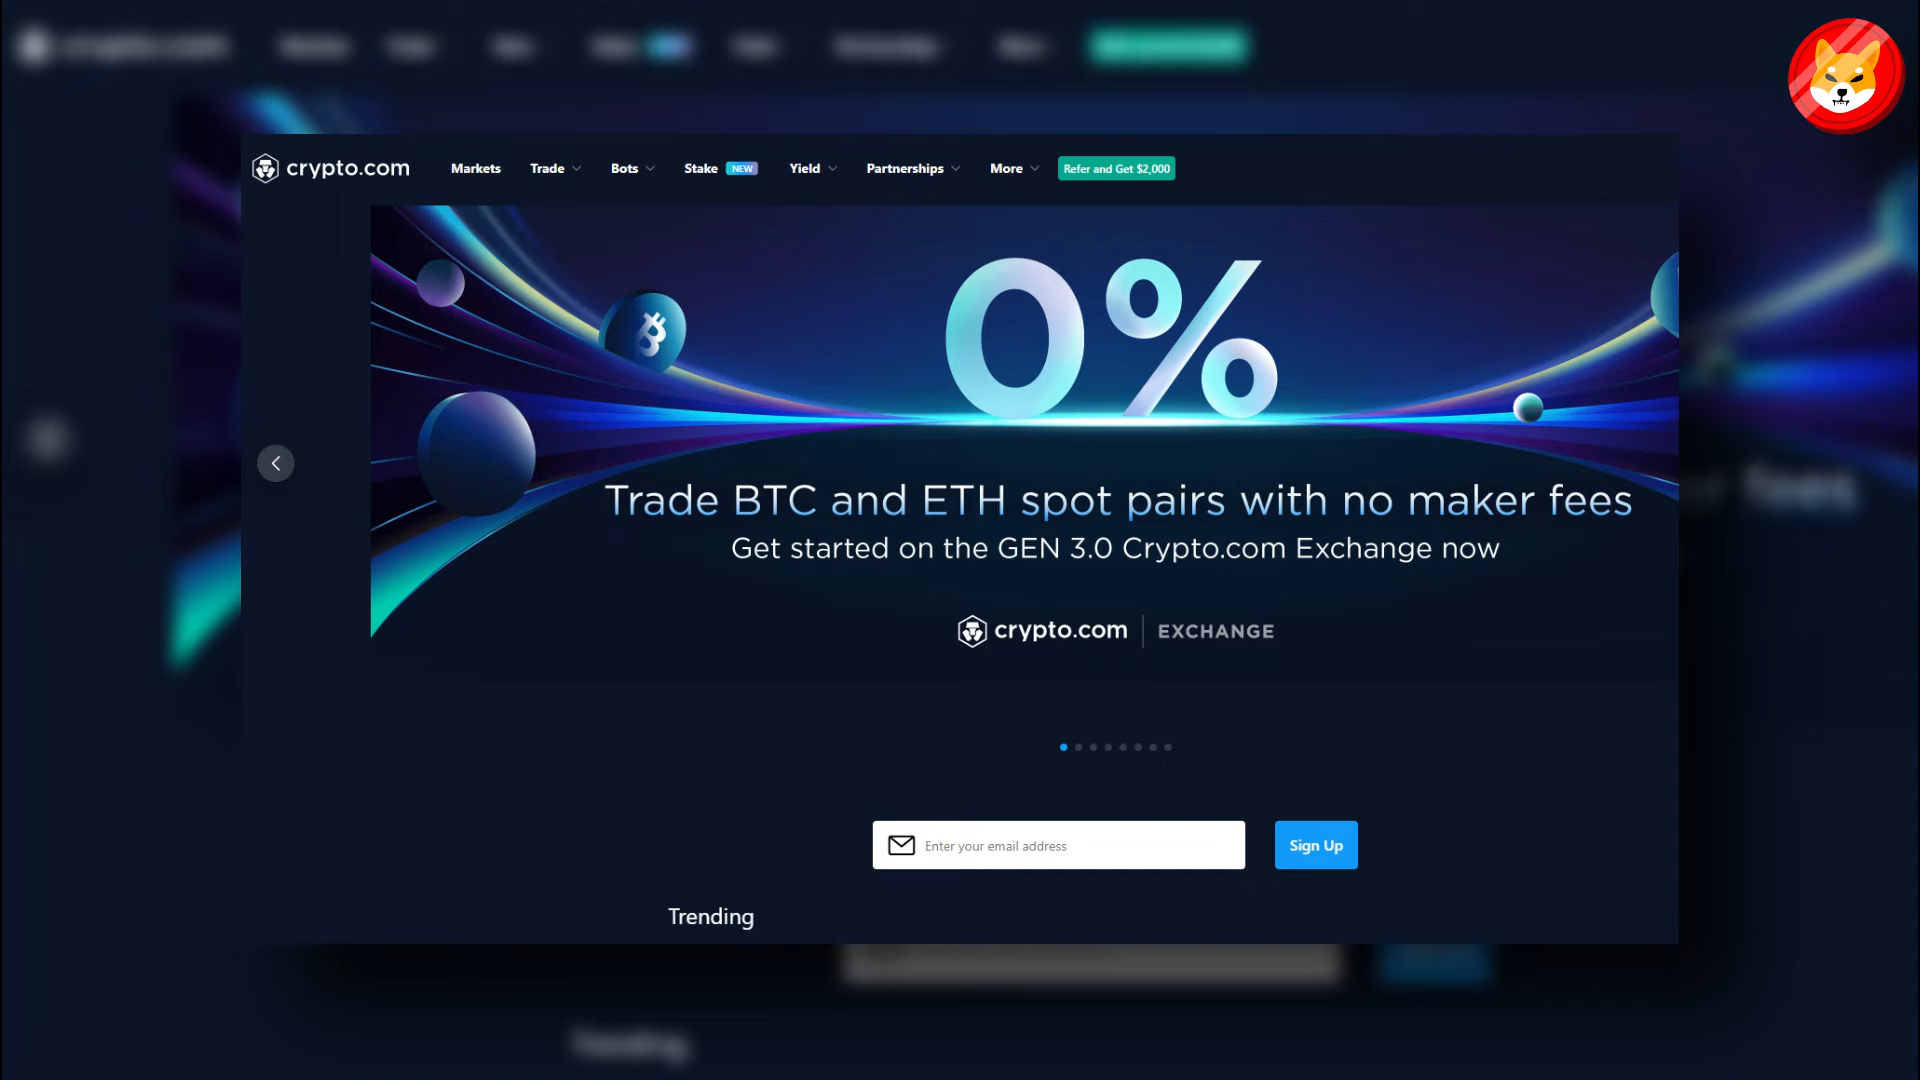 crypto.com Markets Trade Bots Stake NEW Yield Partnerships More Refer and Get $2,000
0%
Trade BTC and ETH spot pairs with no maker fees
Get started on the GEN 3.0 Crypto.com Exchange now
crypto.com EXCHANGE
Enter your email address Sign Up
Trending